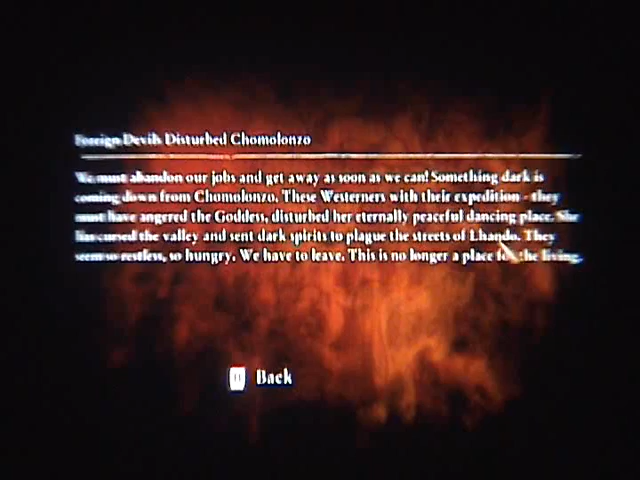 Foreign Devils Disturbed Chomolonzo
We must abandon our jobs and get away as soon as we can! Something dark is
coming down from Chomolonzo. These Westerners with their expedition - they
must have angered the Goddess, disturbed her eternally peaceful dancing place. She
has cursed the valley and sent dark spirits to plague the streets of Lhando. They
seem so restless, so hungry. We have to leave. This is no longer a place for the living.
Back